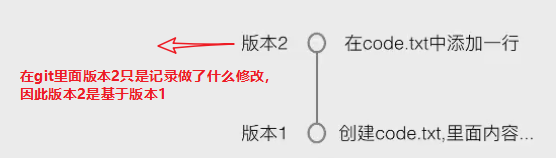 版本2 在code.txt中添加一行
在git里面版本2只是记录做了什么修改，
因此版本2是基于版本1
版本1 创建code.txt,里面内容...